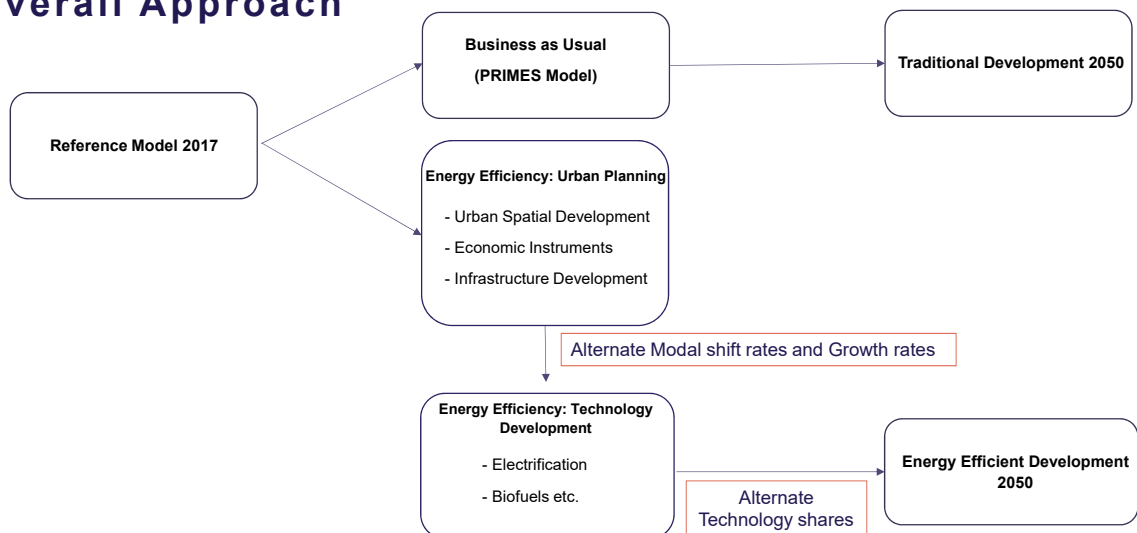 verall Approach
Business as Usual
(PRIMES Model)
Traditional Development 2050
Reference Model 2017
Energy Efficiency: Urban Planning
- Urban Spatial Development
- Economic Instruments
- Infrastructure Development
Alternate Modal shift rates and Growth rates
Energy Efficiency: Technology
Development
- Electrification
- Biofuels etc.
Energy Efficient Development
2050
Alternate
Technology shares